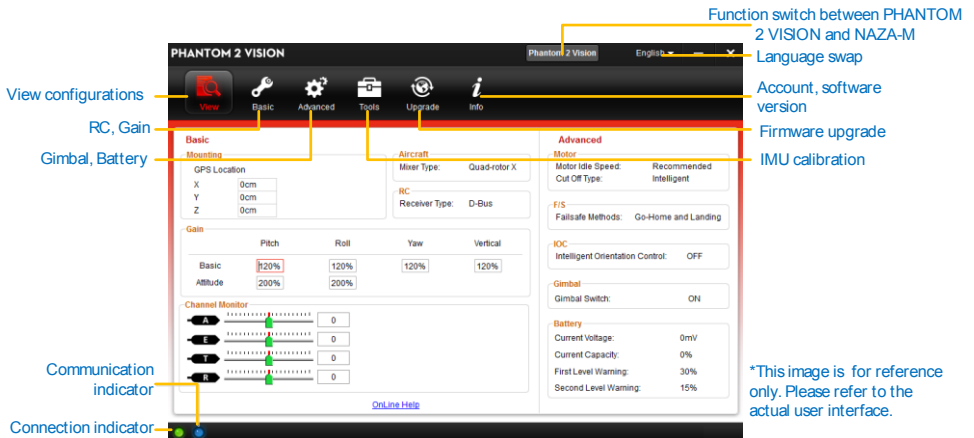 Function switch between PHANTOM
2 VISION and NAZA-M
PHANTOM 2 VISION
Phantom 2 Vision
English
Language swap
View configurations
View
Basic
Advanced
Tools
Upgrade
Info
Account, software
version
RC, Gain
Firmware upgrade
Gimbal, Battery
IMU calibration
Basic
Mounting
GPS Location
X 0cm
Y 0cm
Z 0cm
Aircraft
Mixer Type: Quad-rotor X
RC
Receiver Type: D-Bus
Gain
Pitch Roll Yaw Vertical
Basic 120% 120% 120% 120%
Attitude 200% 200%
Channel Monitor
A 0
E 0
T 0
R 0
OnLine Help
Advanced
Motor
Motor Idle Speed: Recommended
Cut Off Type: Intelligent
F/S
Failsafe Methods: Go-Home and Landing
IOC
Intelligent Orientation Control: OFF
Gimbal
Gimbal Switch: ON
Battery
Current Voltage: 0mV
Current Capacity: 0%
First Level Warning: 30%
Second Level Warning: 15%
Communication
indicator
Connection indicator
*This image is for reference
only. Please refer to the
actual user interface.